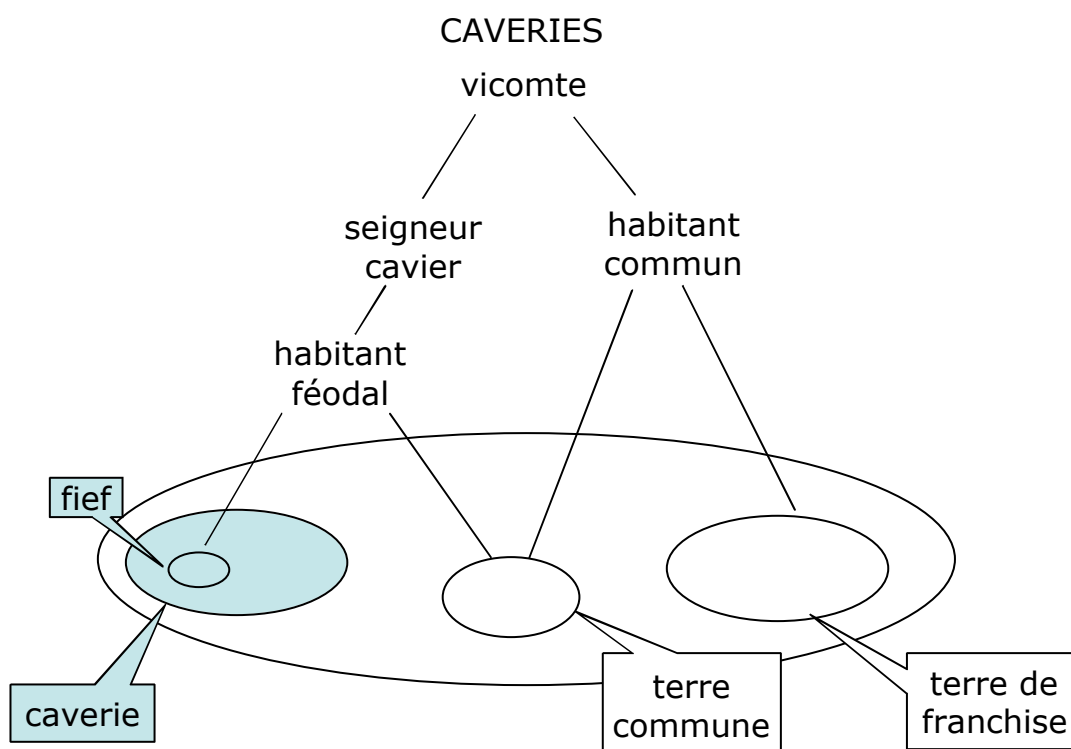 CAVERIES
vicomte
seigneur
cavier
habitant
commun
habitant
féodal
fief
caverie
terre
commune
terre de
franchise